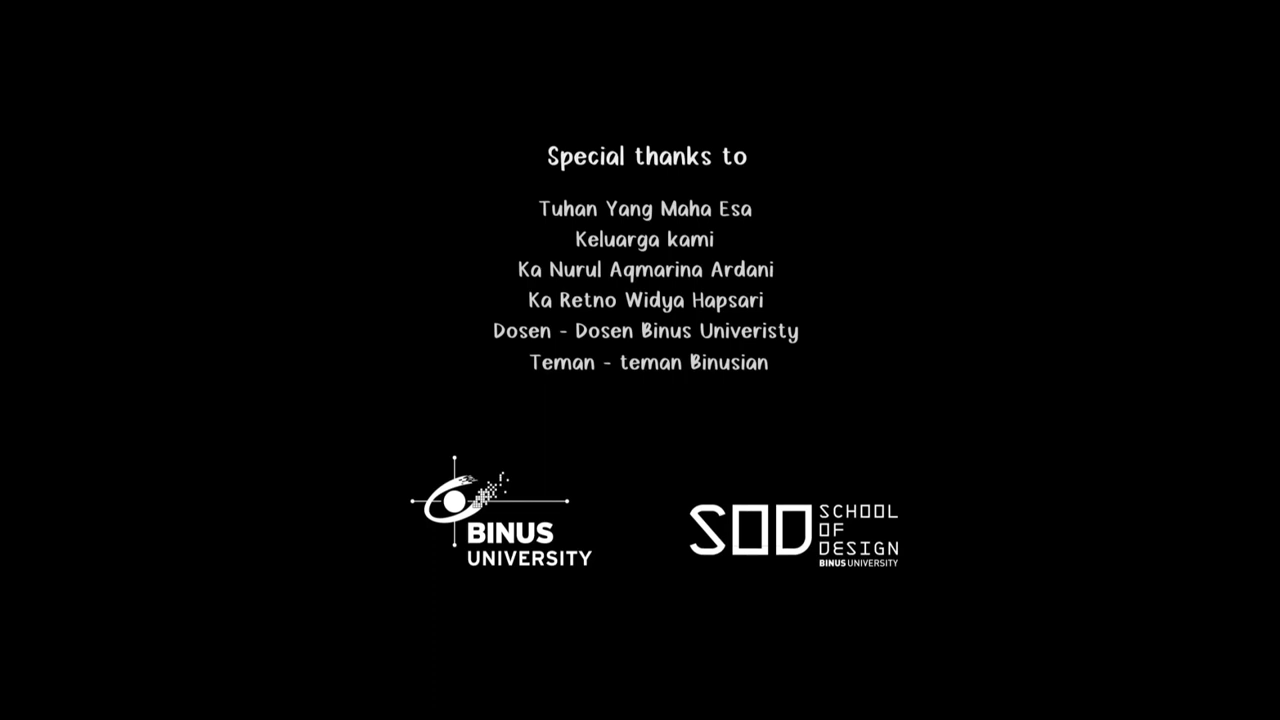 Special thanks to
Tuhan Yang Maha Esa
Keluarga kami
Ka Nurul Aqmarina Ardani
Ka Retno Widya Hapsari
Dosen - Dosen Binus Univeristy
Teman - teman Binusian
BINUS
UNIVERSITY
SOD
SCHOOL
OF
DESIGN
BINUS UNIVERSITY